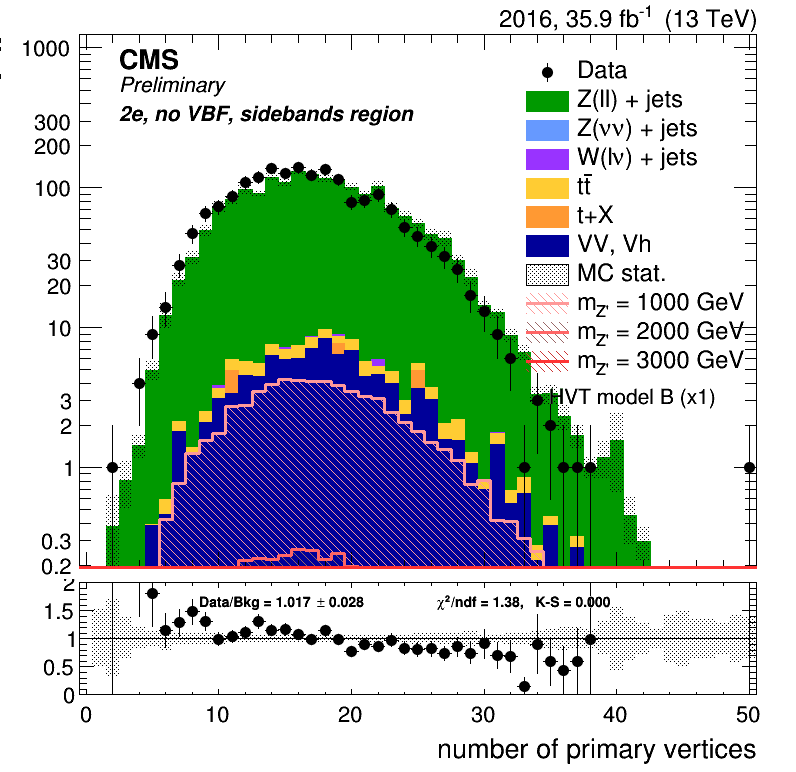 2016, 35.9 fb⁻¹ (13 TeV)
CMS
Preliminary
2e, no VBF, sidebands region
Data
Z(ll) + jets
Z(νν) + jets
W(lν) + jets
tt̄
t+X
VV, Vh
MC stat.
m_Z' = 1000 GeV
m_Z' = 2000 GeV
m_Z' = 3000 GeV
HVT model B (x1)
1000
300
200
100
30
20
10
3
2
1
0.3
0.2
Data/Bkg = 1.017 ± 0.028
χ²/ndf = 1.38, K-S = 0.000
2
1.5
1
0.5
0
0 10 20 30 40 50
number of primary vertices